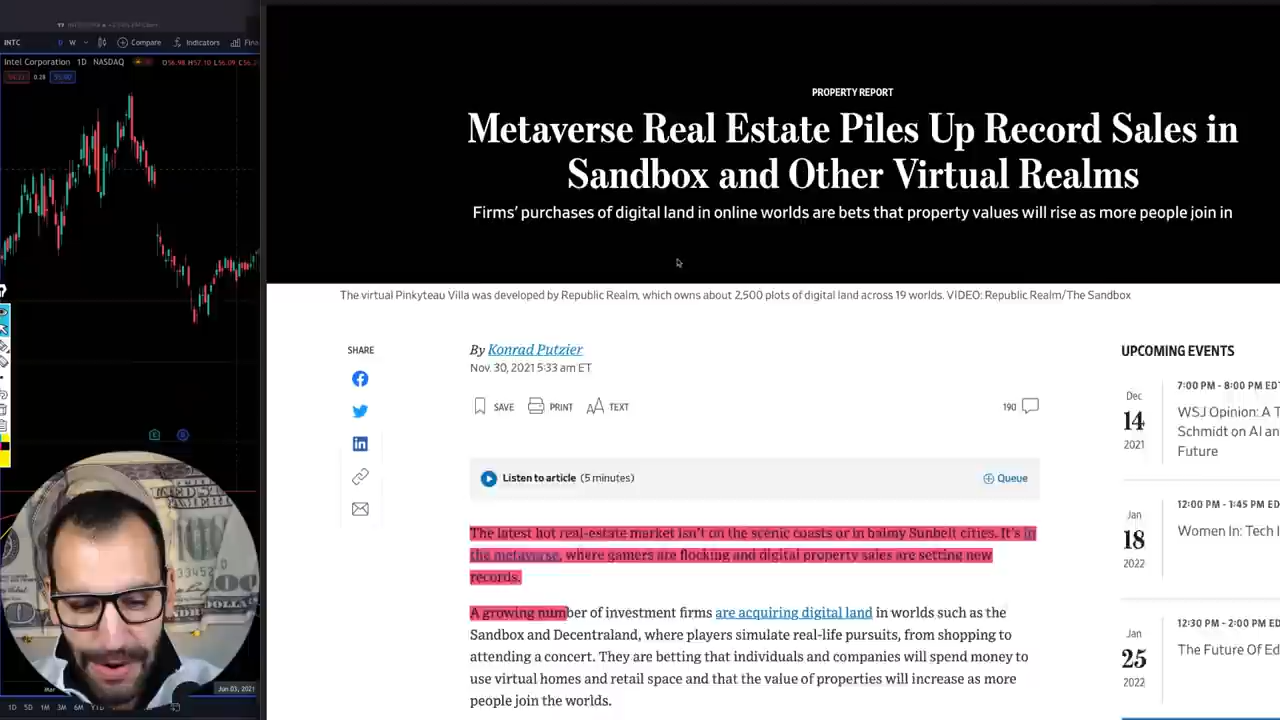 INTC
D
W
Compare
Indicators
Intel Corporation
1D
NASDAQ
0.28
PROPERTY REPORT
Metaverse Real Estate Piles Up Record Sales in
Sandbox and Other Virtual Realms
Firms' purchases of digital land in online worlds are bets that property values will rise as more people join in
The virtual Pinkyteau Villa was developed by Republic Realm, which owns about 2,500 plots of digital land across 19 worlds. VIDEO: Republic Realm/The Sandbox
SHARE
By Konrad Putzier
Nov. 30, 2021 5:33 am ET
SAVE
PRINT
TEXT
190
Listen to article (5 minutes)
Queue
The latest hot real-estate market isn't on the scenic coasts or in balmy Sunbelt cities. It's in
the metaverse, where gamers are flocking and digital property sales are setting new
records.
A growing number of investment firms are acquiring digital land in worlds such as the
Sandbox and Decentraland, where players simulate real-life pursuits, from shopping to
attending a concert. They are betting that individuals and companies will spend money to
use virtual homes and retail space and that the value of properties will increase as more
people join the worlds.
UPCOMING EVENTS
Dec
14
2021
7:00 PM - 8:00 PM
WSJ Opinion: A
Schmidt on AI
Future
Jan
18
2022
12:00 PM - 1:45 PM
Women In: Tech
Jan
25
2022
12:30 PM - 2:00 PM
The Future Of
Jun 03, 2021
1D
5D
1M
3M
6M